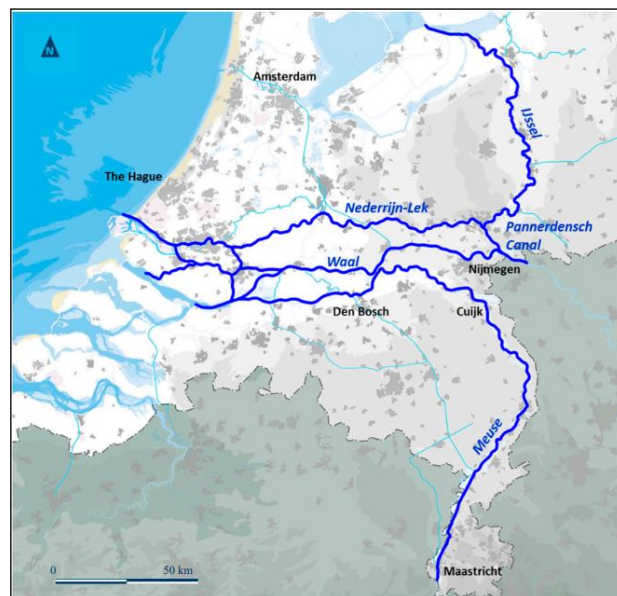 N
Amsterdam
IJssel
The Hague
Nederrijn-Lek
Pannerdensch
Canal
Waal
Nijmegen
Den Bosch
Cuijk
Meuse
0 50 km
Maastricht